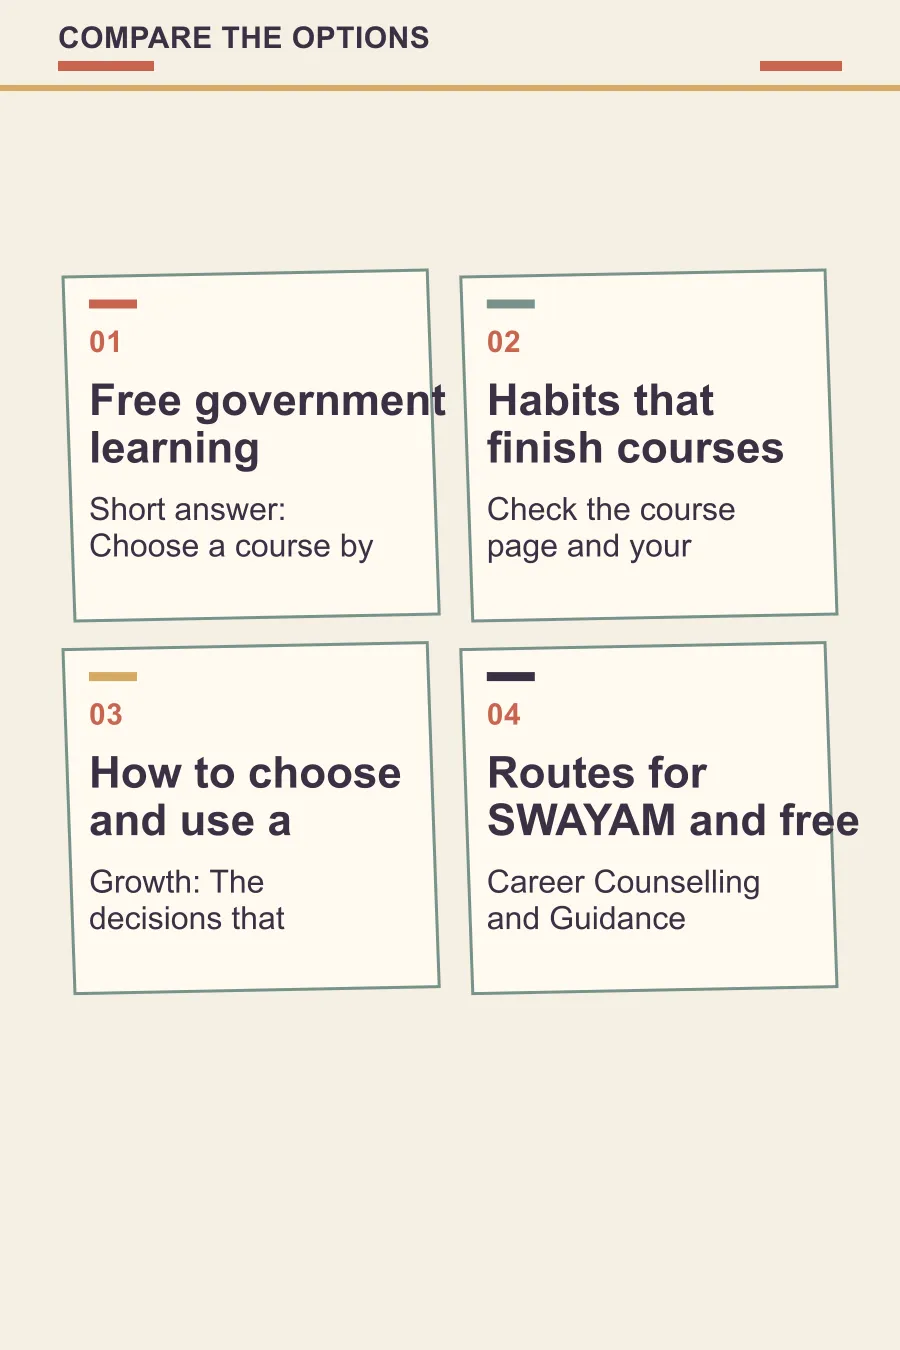 COMPARE THE OPTIONS
01
Free government
learning
Short answer:
Choose a course by
02
Habits that
finish courses
Check the course
page and your
03
How to choose
and use a
Growth: The
decisions that
04
Routes for
SWAYAM and free
Career Counselling
and Guidance